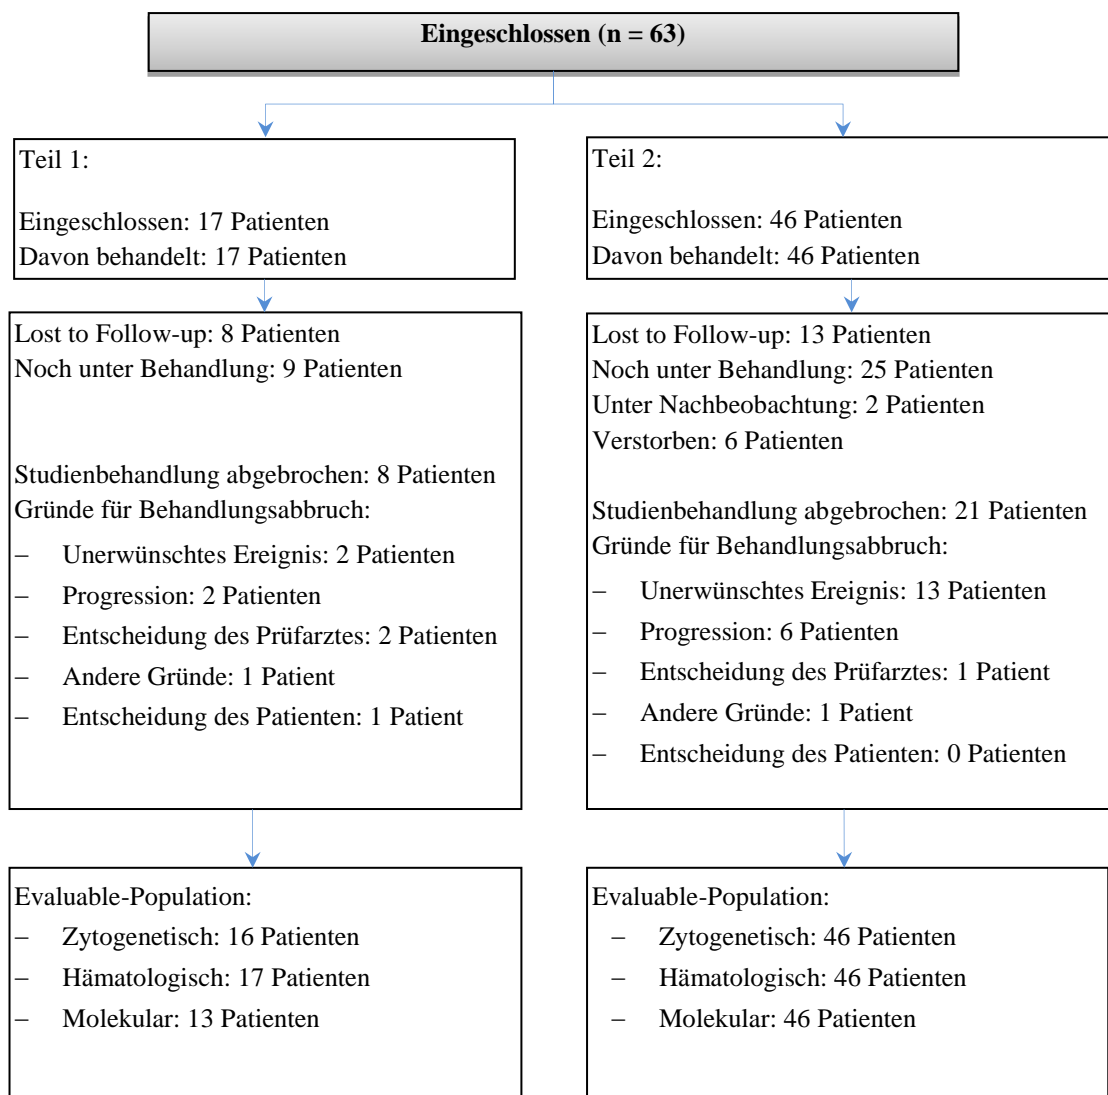 Eingeschlossen (n = 63)
Teil 1:
Eingeschlossen: 17 Patienten
Davon behandelt: 17 Patienten
Teil 2:
Eingeschlossen: 46 Patienten
Davon behandelt: 46 Patienten
Lost to Follow-up: 8 Patienten
Noch unter Behandlung: 9 Patienten
Studienbehandlung abgebrochen: 8 Patienten
Gründe für Behandlungsabbruch:
– Unerwünschtes Ereignis: 2 Patienten
– Progression: 2 Patienten
– Entscheidung des Prüfarztes: 2 Patienten
– Andere Gründe: 1 Patient
– Entscheidung des Patienten: 1 Patient
Lost to Follow-up: 13 Patienten
Noch unter Behandlung: 25 Patienten
Unter Nachbeobachtung: 2 Patienten
Verstorben: 6 Patienten
Studienbehandlung abgebrochen: 21 Patienten
Gründe für Behandlungsabbruch:
– Unerwünschtes Ereignis: 13 Patienten
– Progression: 6 Patienten
– Entscheidung des Prüfarztes: 1 Patient
– Andere Gründe: 1 Patient
– Entscheidung des Patienten: 0 Patienten
Evaluable-Population:
– Zytogenetisch: 16 Patienten
– Hämatologisch: 17 Patienten
– Molekular: 13 Patienten
Evaluable-Population:
– Zytogenetisch: 46 Patienten
– Hämatologisch: 46 Patienten
– Molekular: 46 Patienten